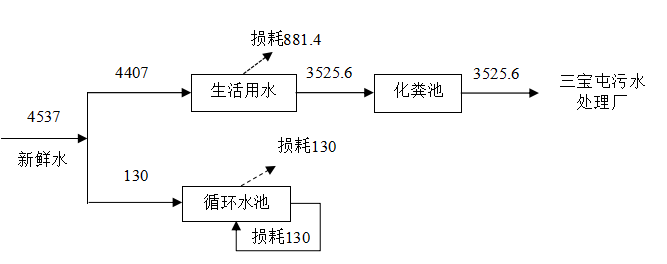 损耗881.4
4407
3525.6
3525.6
生活用水
化粪池
三宝屯污水
处理厂
4537
新鲜水
损耗130
130
循环水池
损耗130